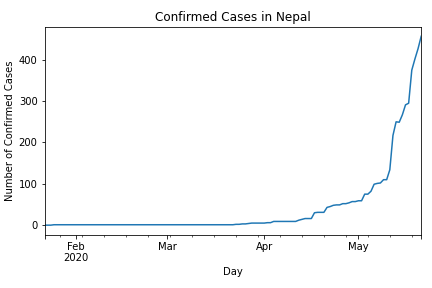 Confirmed Cases in Nepal
Number of Confirmed Cases
400
300
200
100
0
Feb Mar Apr May
2020
Day